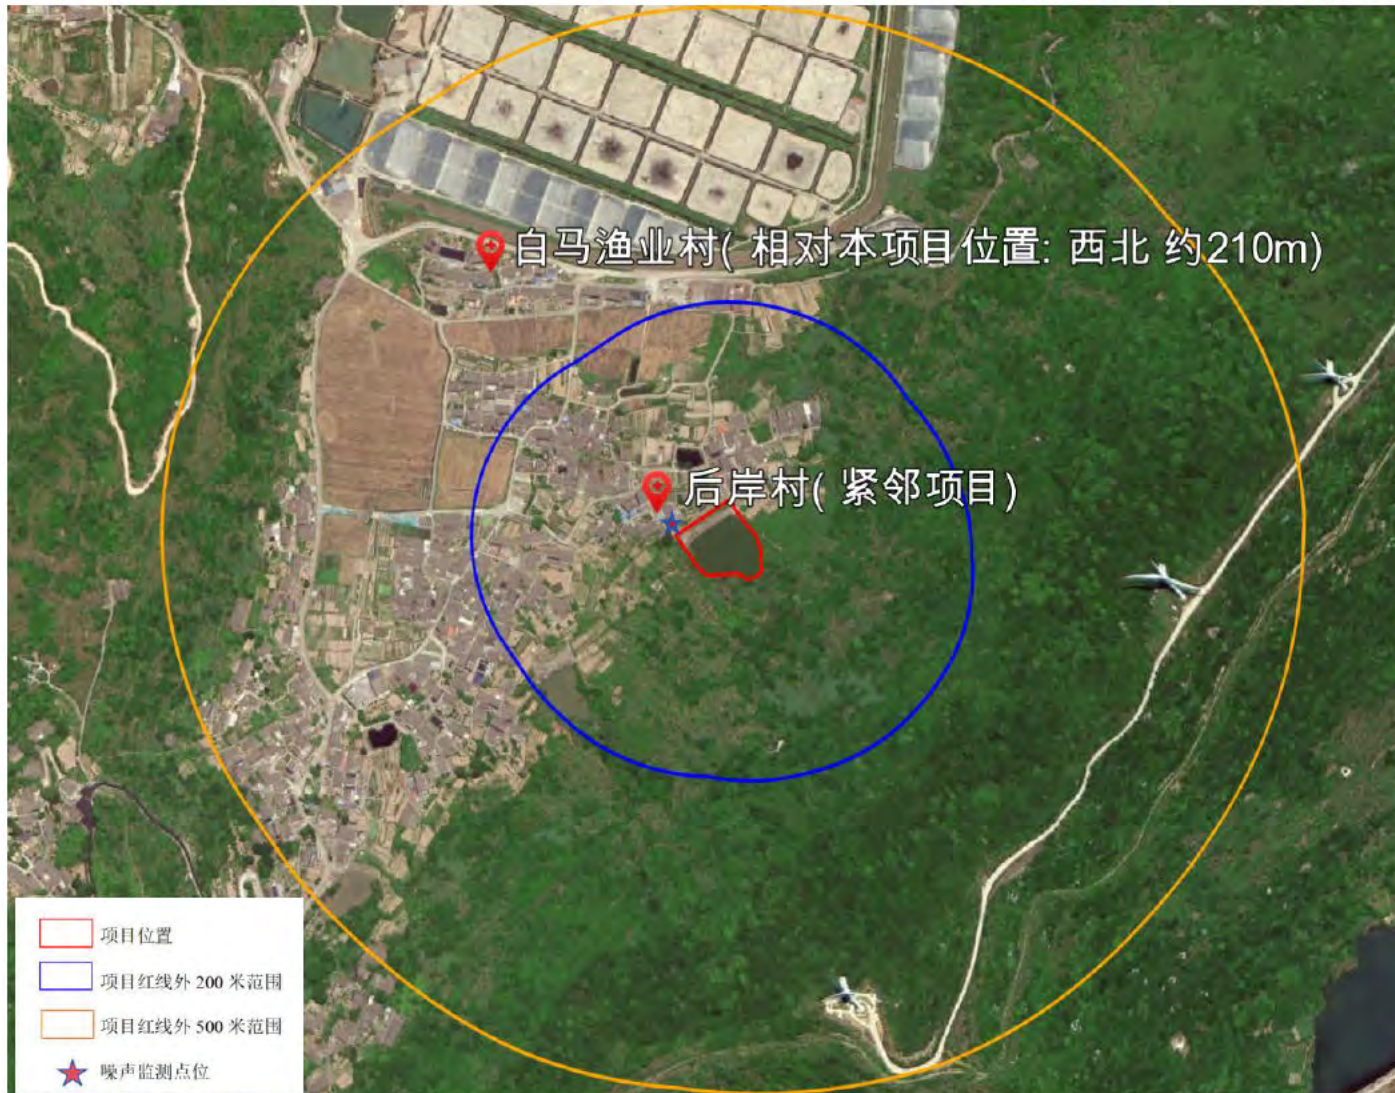 白马渔业村( 相对本项目位置: 西北 约210m)
后岸村( 紧邻项目)
项目位置
项目红线外 200 米范围
项目红线外 500 米范围
噪声监测点位